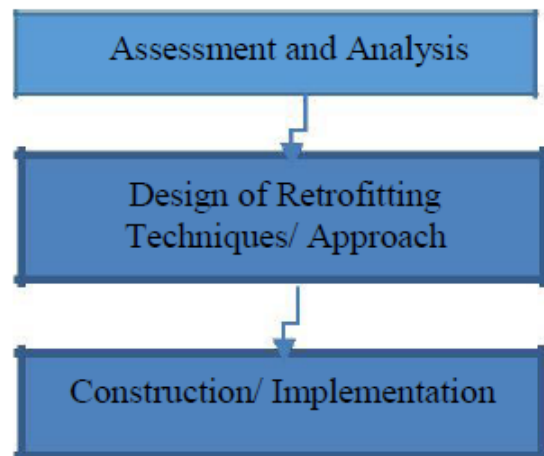 Assessment and Analysis
Design of Retrofitting
Techniques/ Approach
Construction/ Implementation